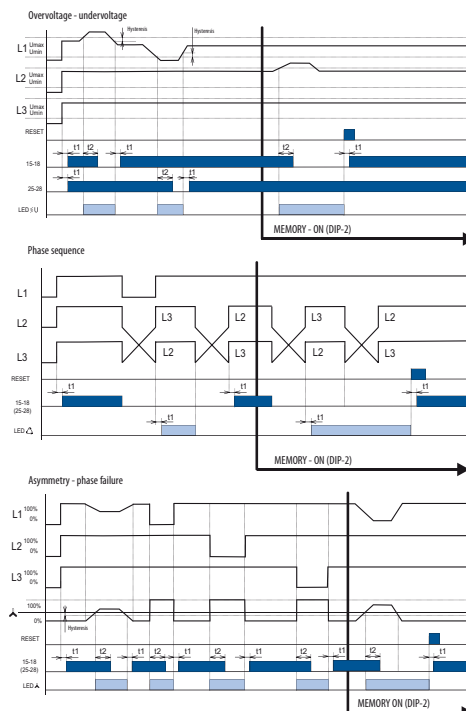 Overvoltage - undervoltage
Hysteresis
Hysteresis
L1 Umax
Umin
L2 Umax
Umin
L3 Umax
Umin
RESET
t1 t2 t1 t2 t1
15-18
t1 t2 t1
25-28
LED ≤U
MEMORY - ON (DIP-2)
Phase sequence
L1
L2 L3 L2 L3 L2
L3 L2 L3 L2 L3
RESET
t1 t1 t1
15-18
(25-28)
t1 t1
LED
MEMORY - ON (DIP-2)
Asymmetry - phase failure
L1 100%
0%
L2 100%
0%
L3 100%
0%
100%
0%
Hysteresis
RESET
t1 t2 t1 t2 t1 t2 t1 t2 t1 t2 t1
15-18
(25-28)
LED
MEMORY ON (DIP-2)